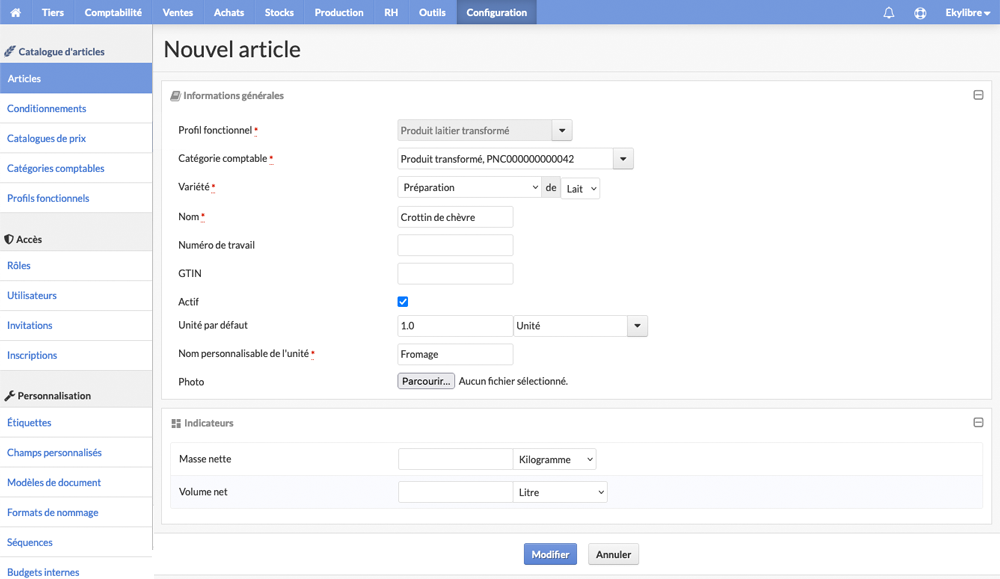 Tiers Comptabilité Ventes Achats Stocks Production RH Outils Configuration Ekylibre
Catalogue d'articles
Articles
Conditionnements
Catalogues de prix
Catégories comptables
Profils fonctionnels
Accès
Rôles
Utilisateurs
Invitations
Inscriptions
Personnalisation
Étiquettes
Champs personnalisés
Modèles de document
Formats de nommage
Séquences
Budgets internes
Nouvel article
Informations générales
Profil fonctionnel * Produit laitier transformé
Catégorie comptable * Produit transformé, PNC000000000042
Variété * Préparation de Lait
Nom * Crottin de chèvre
Numéro de travail
GTIN
Actif
Unité par défaut 1.0 Unité
Nom personnalisable de l'unité * Fromage
Photo Parcourir... Aucun fichier sélectionné.
Indicateurs
Masse nette Kilogramme
Volume net Litre
Modifier Annuler